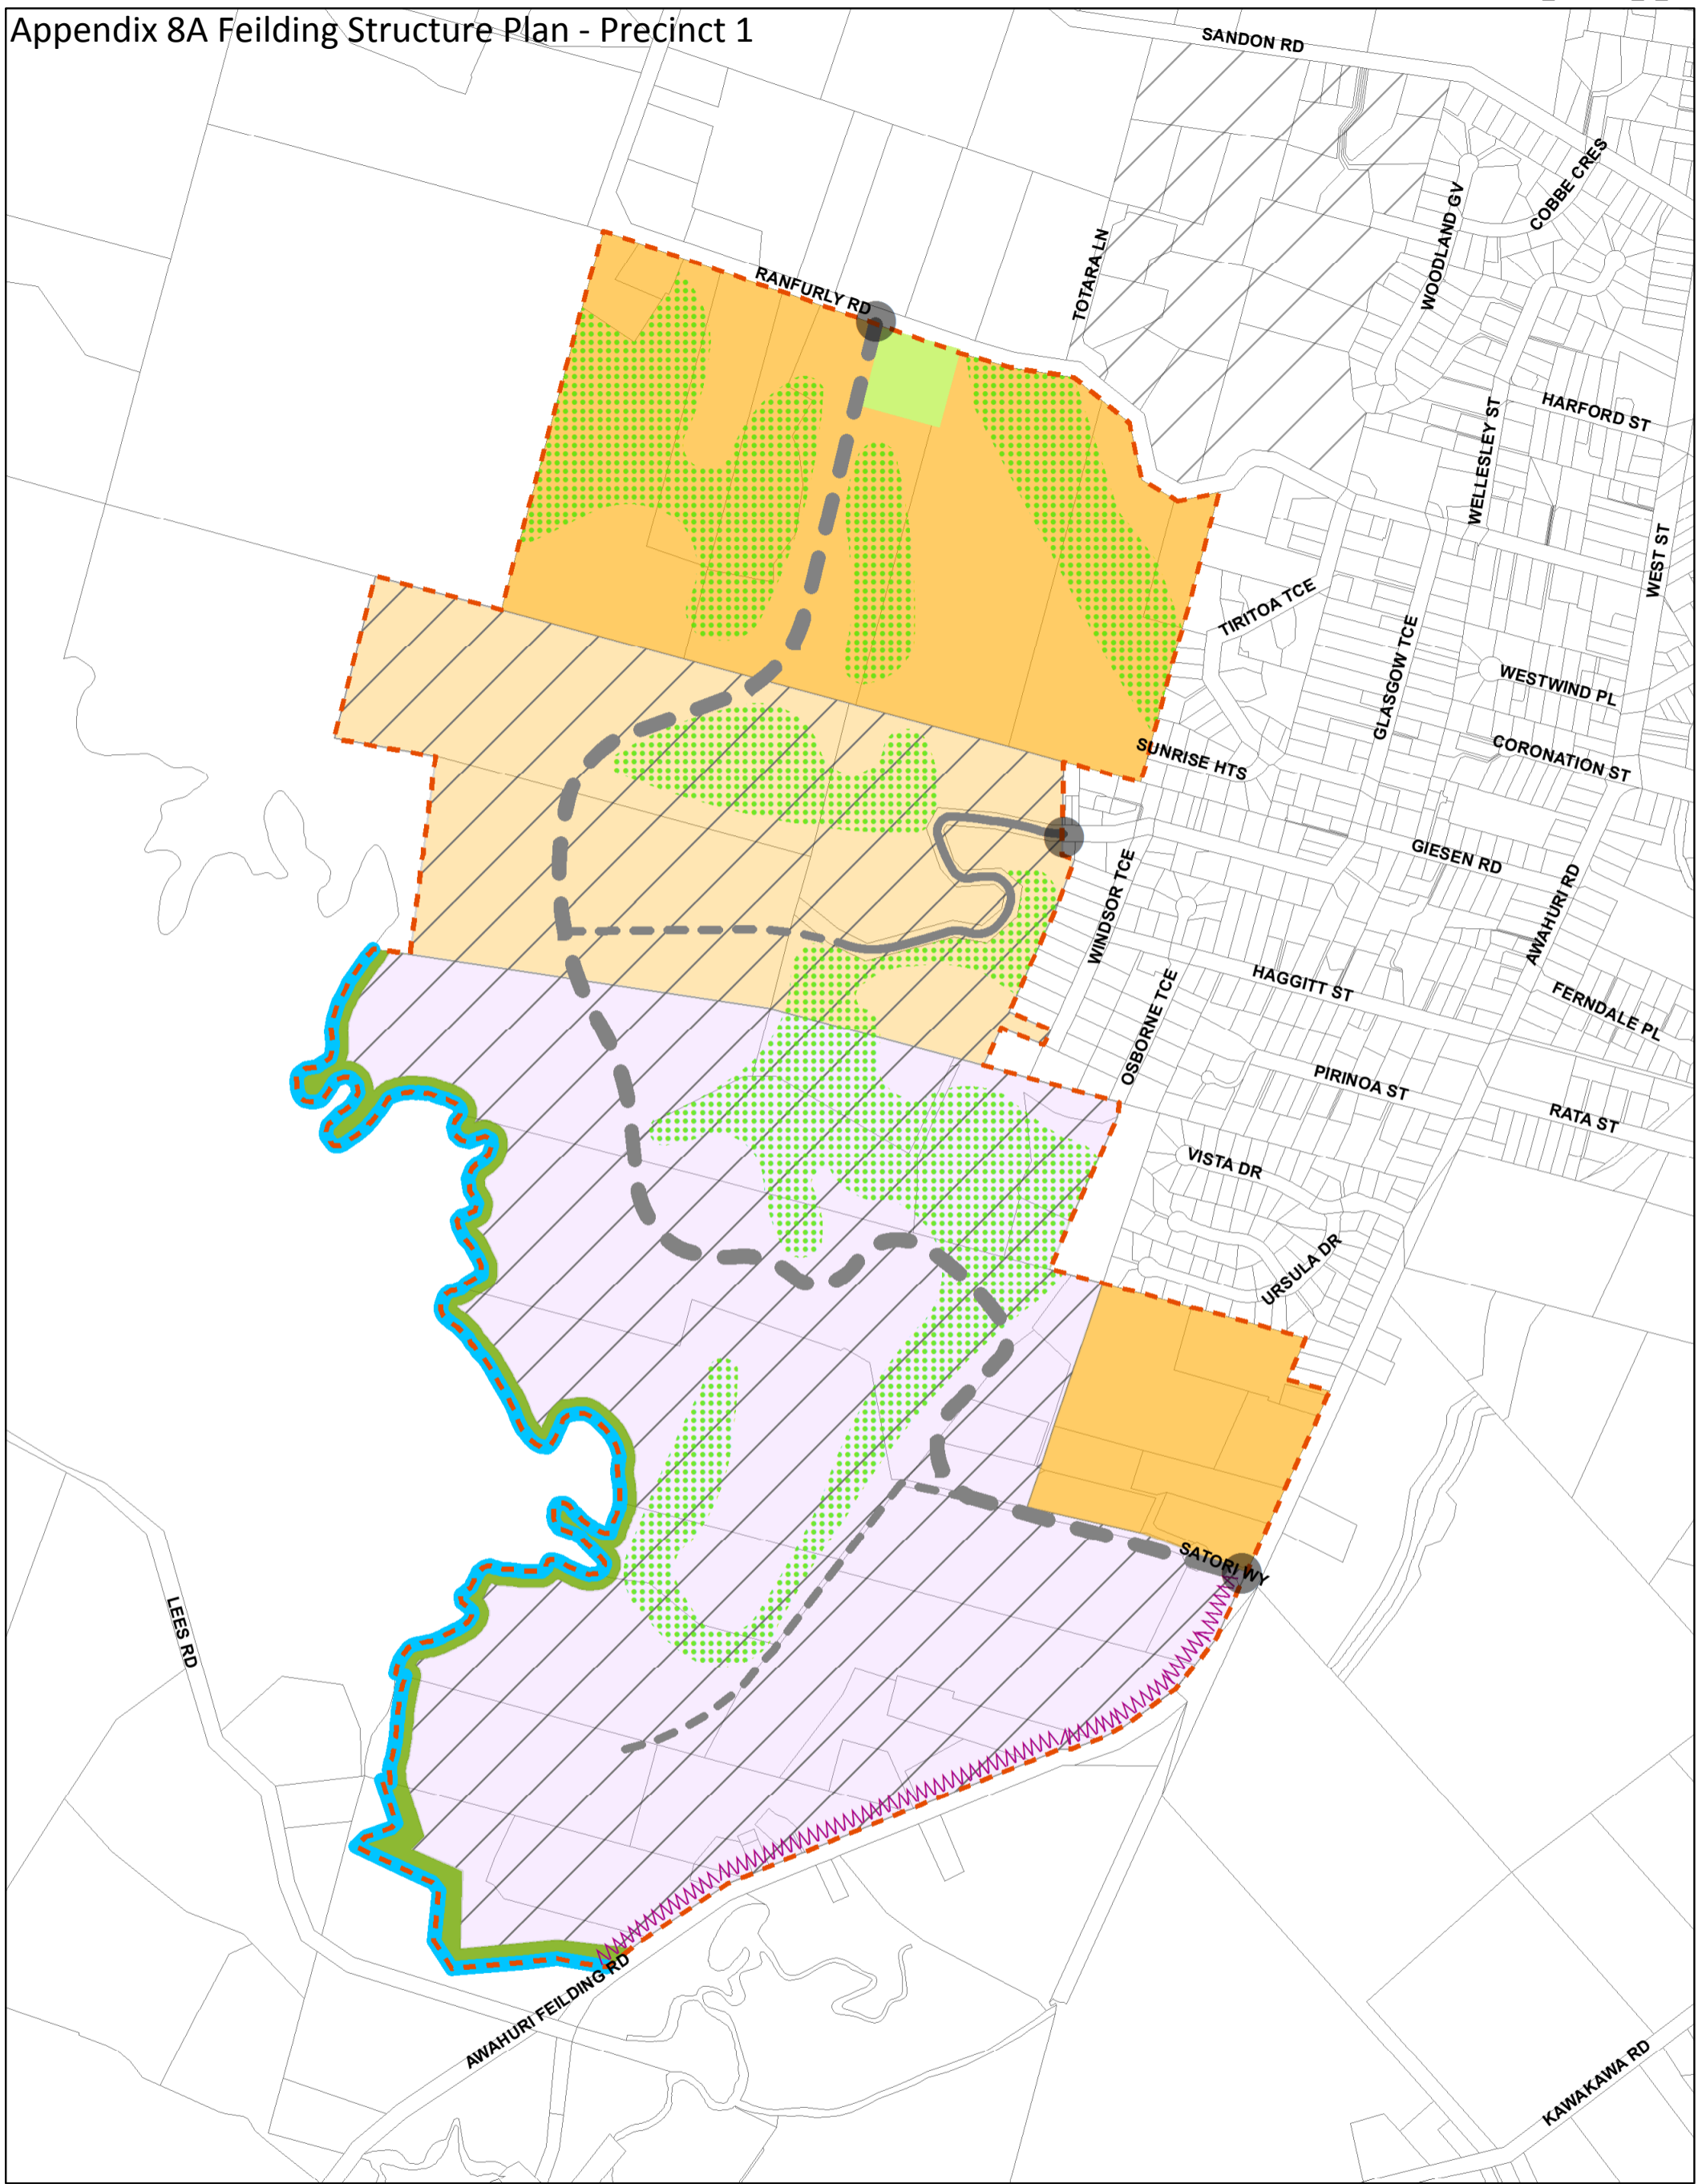 Appendix 8A Feilding Structure Plan - Precinct 1
SANDON RD
COBBE CRES
WOODLAND GV
TOTARA LN
RANFURLY RD
HARFORD ST
WELLESLEY ST
WEST ST
TIRITOA TCE
GLASGOW TCE
WESTWIND PL
SUNRISE HTS
CORONATION ST
GIESEN RD
WINDSOR TCE
AWAHURI RD
HAGGITT ST
FERNDALE PL
OSBORNE TCE
PIRINOA ST
RATA ST
VISTA DR
URSULA DR
SATORI WY
LEES RD
AWAHURI FEILDING RD
KAWAKAWA RD